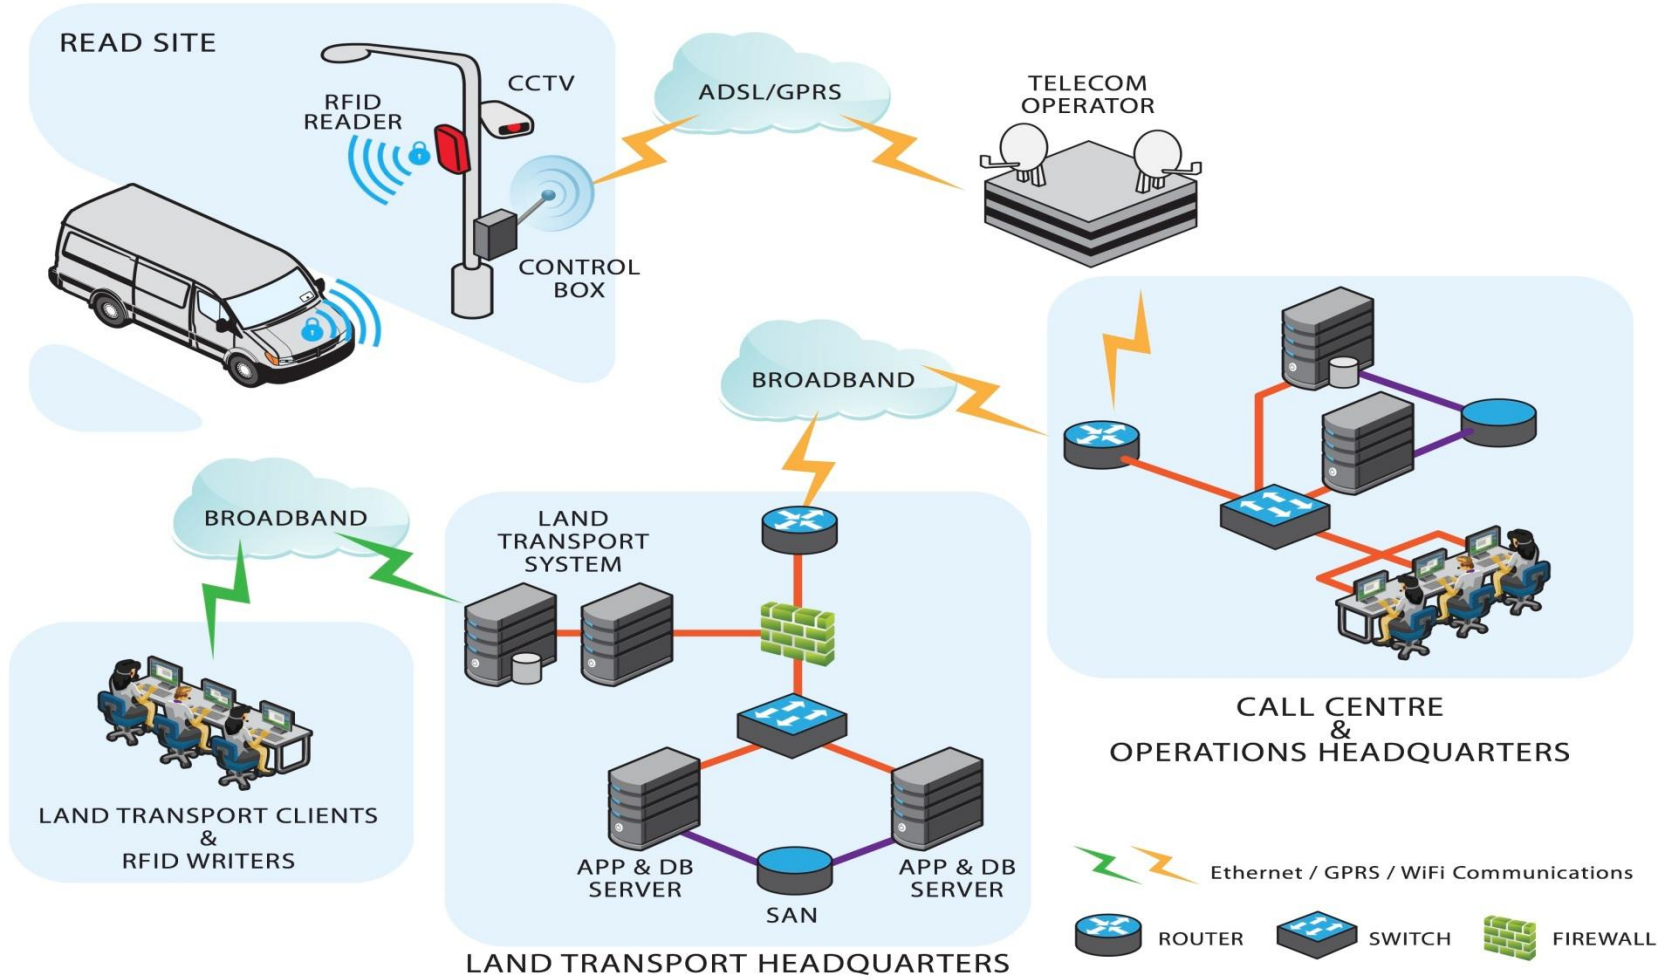 READ SITE
RFID
READER
CCTV
CONTROL
BOX
ADSL/GPRS
TELECOM
OPERATOR
BROADBAND
BROADBAND
LAND
TRANSPORT
SYSTEM
LAND TRANSPORT CLIENTS
&
RFID WRITERS
APP & DB
SERVER
SAN
APP & DB
SERVER
LAND TRANSPORT HEADQUARTERS
CALL CENTRE
&
OPERATIONS HEADQUARTERS
Ethernet / GPRS / WiFi Communications
ROUTER
SWITCH
FIREWALL